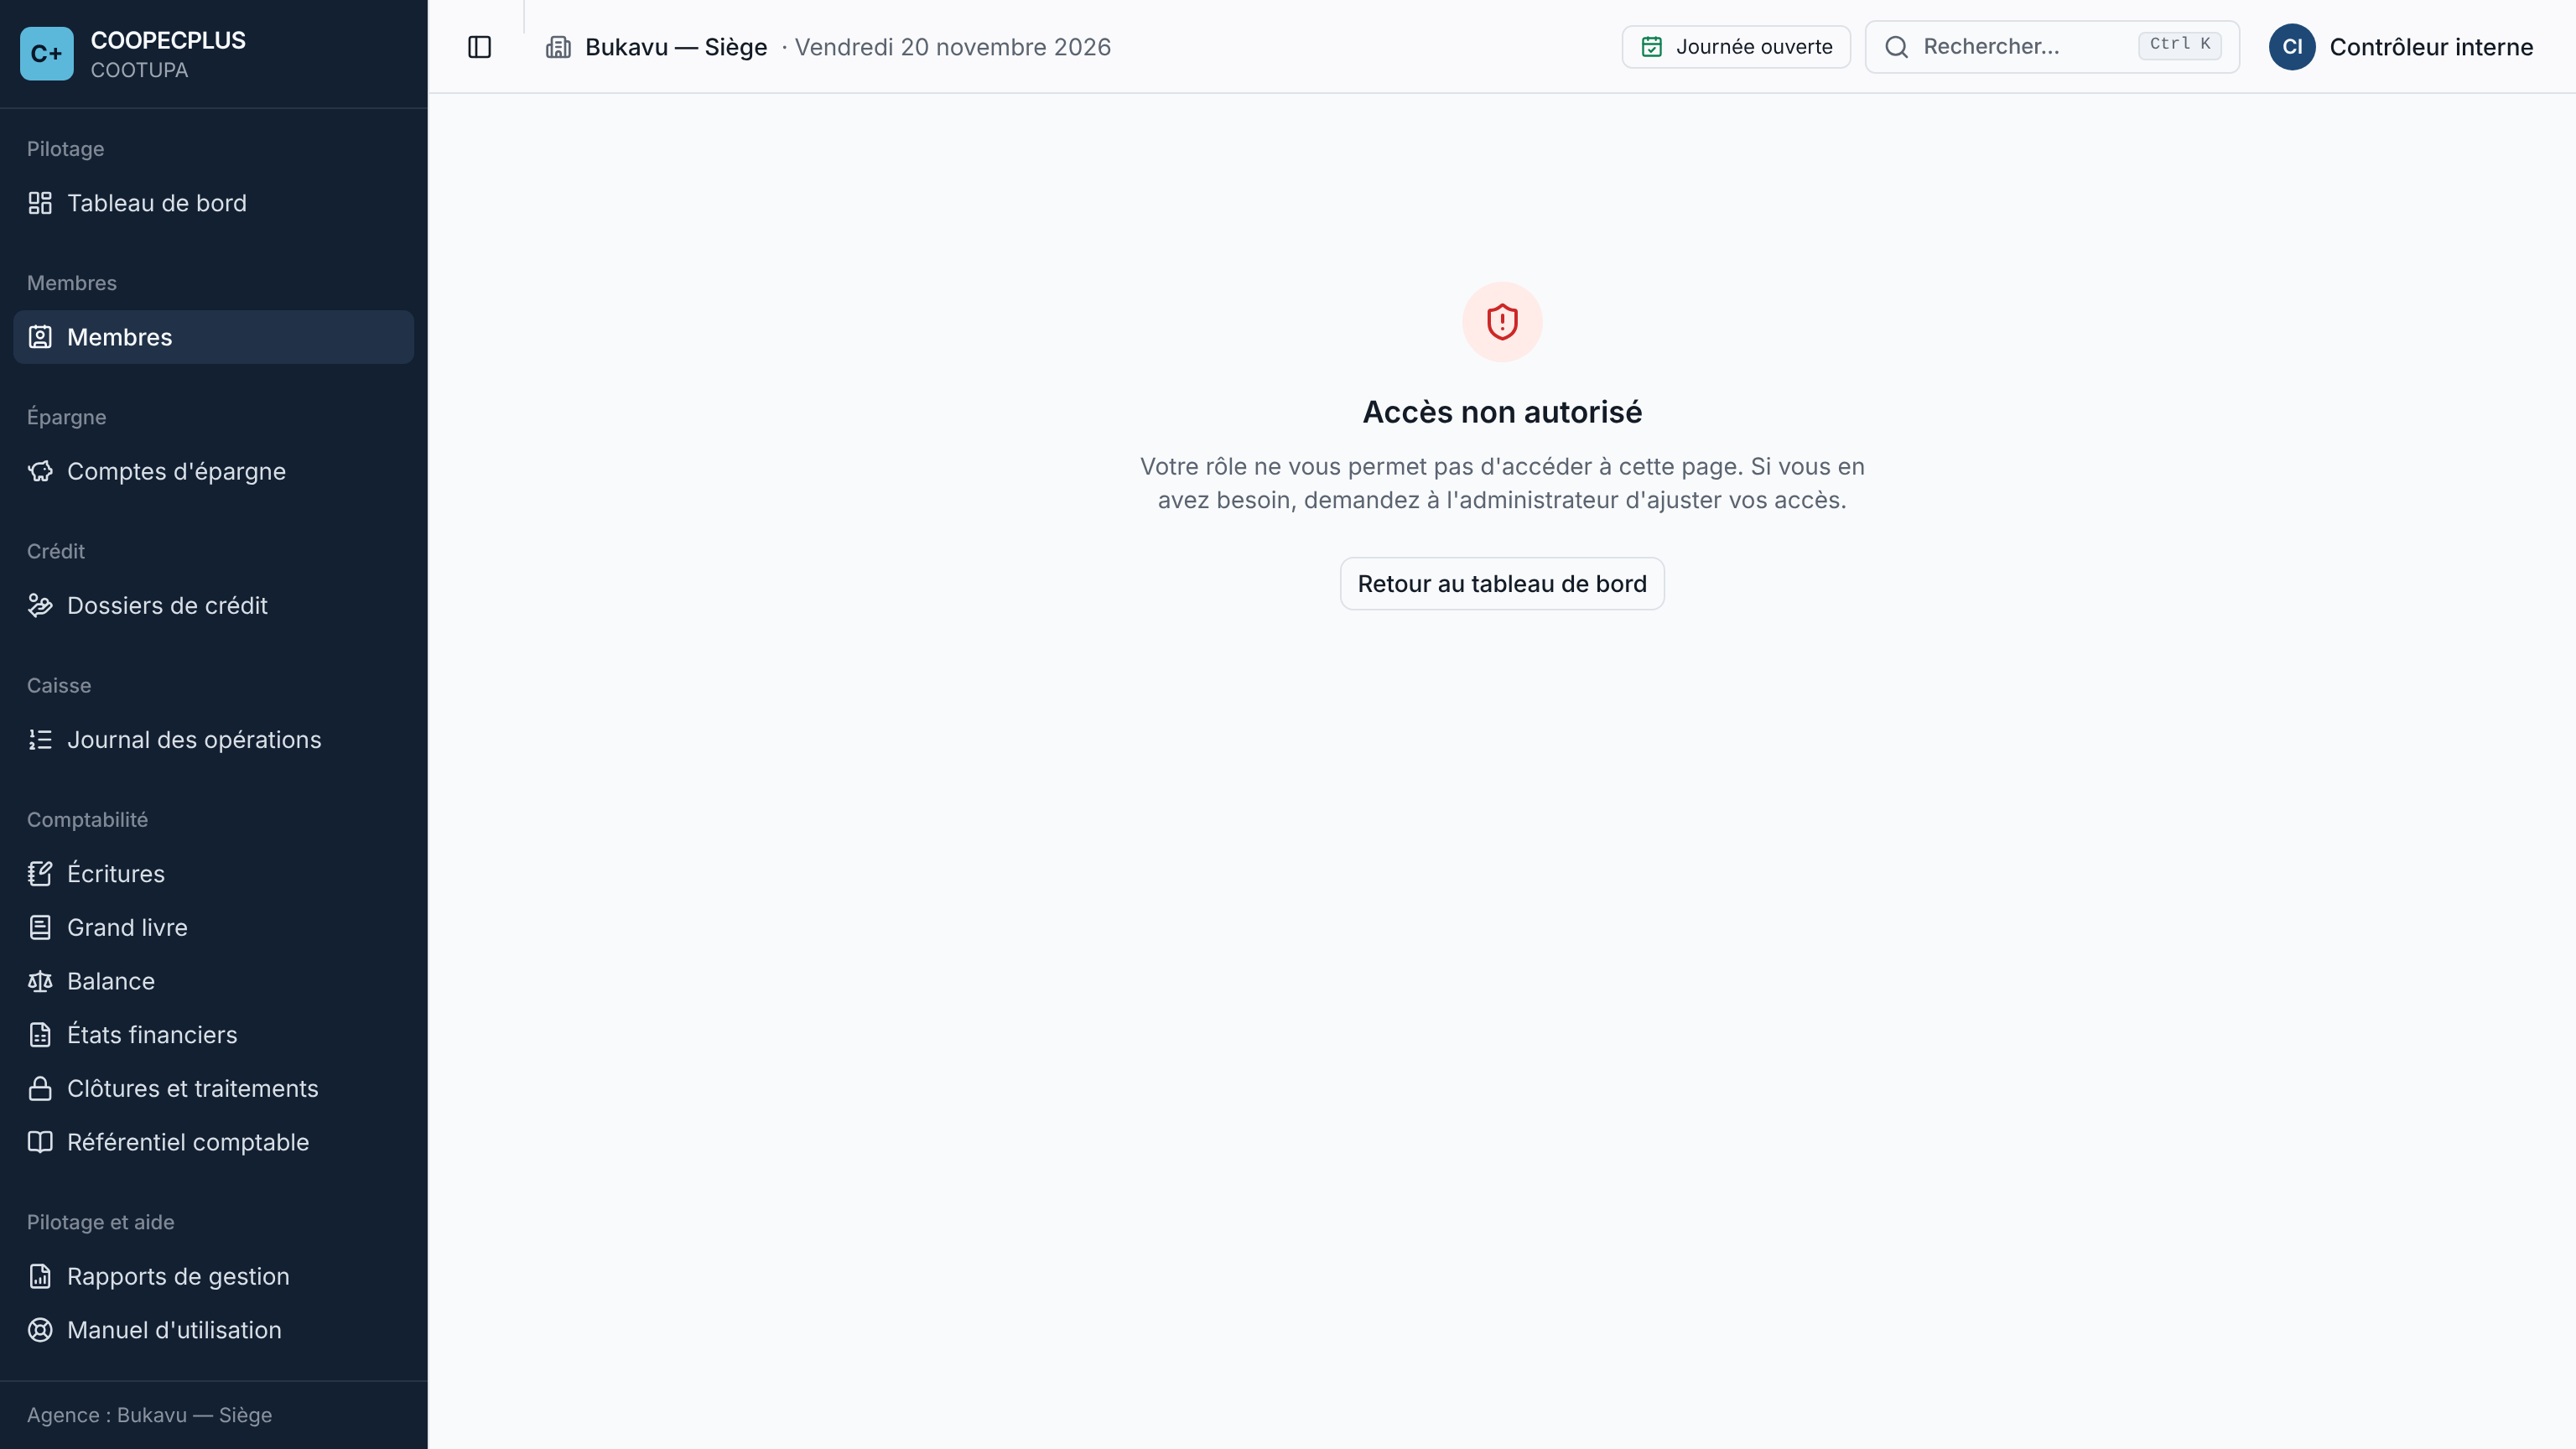 C+
COOPECPLUS
COOTUPA
Pilotage
Tableau de bord
Membres
Membres
Épargne
Comptes d'épargne
Crédit
Dossiers de crédit
Caisse
Journal des opérations
Comptabilité
Écritures
Grand livre
Balance
États financiers
Clôtures et traitements
Référentiel comptable
Pilotage et aide
Rapports de gestion
Manuel d'utilisation
Agence : Bukavu — Siège
Bukavu — Siège · Vendredi 20 novembre 2026
Journée ouverte
Rechercher... Ctrl K
CI Contrôleur interne
Accès non autorisé
Votre rôle ne vous permet pas d'accéder à cette page. Si vous en
avez besoin, demandez à l'administrateur d'ajuster vos accès.
Retour au tableau de bord